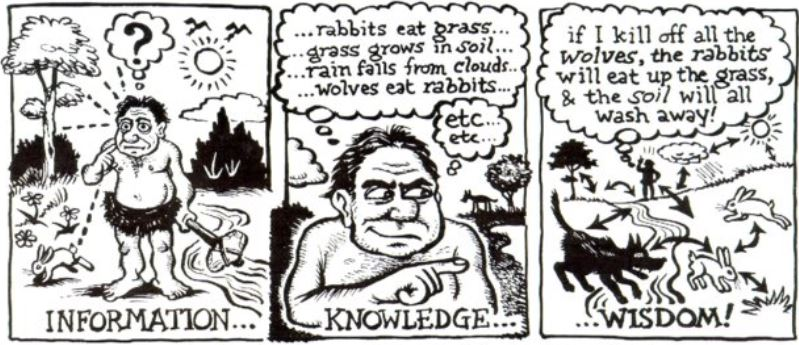 ?
INFORMATION...
...rabbits eat grass...
...grass grows in soil...
...rain falls from clouds...
...wolves eat rabbits...
etc...
etc...
KNOWLEDGE...
if I kill off all the
wolves, the rabbits
will eat up the grass,
& the soil will all
wash away!
...WISDOM!